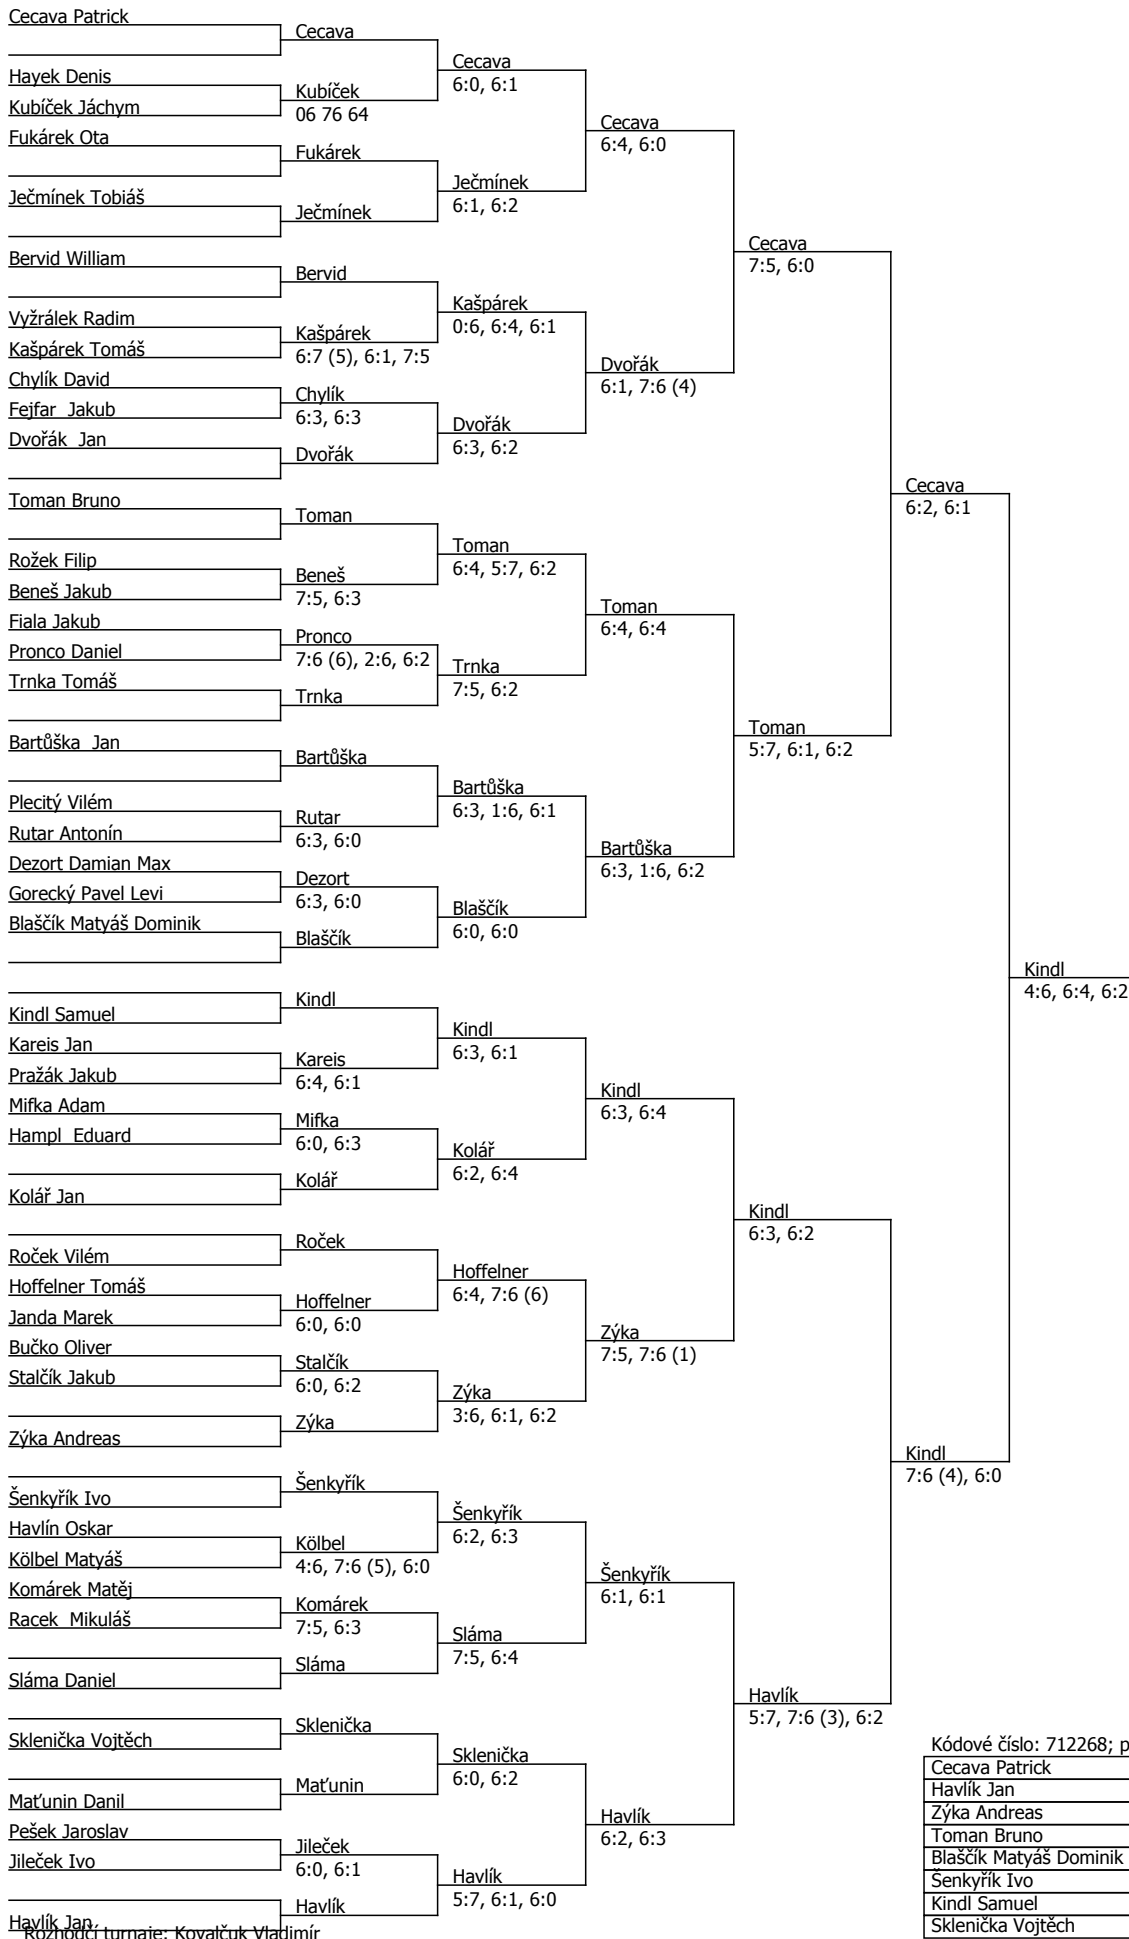 Cecava Patrick
Cecava
Cecava
6:0, 6:1
Hayek Denis
Kubíček
Kubíček Jáchym
06 76 64
Cecava
6:4, 6:0
Fukárek Ota
Fukárek
Ječmínek
6:1, 6:2
Ječmínek Tobiáš
Ječmínek
Cecava
7:5, 6:0
Bervid William
Bervid
Kašpárek
0:6, 6:4, 6:1
Vyžrálek Radim
Kašpárek
Kašpárek Tomáš
6:7 (5), 6:1, 7:5
Dvořák
6:1, 7:6 (4)
Chylík David
Chylík
Fejfar Jakub
6:3, 6:3
Dvořák
6:3, 6:2
Dvořák Jan
Dvořák
Cecava
6:2, 6:1
Toman Bruno
Toman
Toman
6:4, 5:7, 6:2
Rožek Filip
Beneš
Beneš Jakub
7:5, 6:3
Toman
6:4, 6:4
Fiala Jakub
Pronco
Pronco Daniel
7:6 (6), 2:6, 6:2
Trnka
7:5, 6:2
Trnka Tomáš
Trnka
Toman
5:7, 6:1, 6:2
Bartůška Jan
Bartůška
Bartůška
6:3, 1:6, 6:1
Plecitý Vilém
Rutar
Rutar Antonín
6:3, 6:0
Bartůška
6:3, 1:6, 6:2
Dezort Damian Max
Dezort
Gorecký Pavel Levi
6:3, 6:0
Blaščík
6:0, 6:0
Blaščík Matyáš Dominik
Blaščík
Kindl
4:6, 6:4, 6:2
Kindl
Kindl Samuel
Kindl
6:3, 6:1
Kareis Jan
Kareis
Pražák Jakub
6:4, 6:1
Kindl
6:3, 6:4
Mifka Adam
Mifka
Hampl Eduard
6:0, 6:3
Kolář
6:2, 6:4
Kolář
Kolář Jan
Kindl
6:3, 6:2
Roček
Roček Vilém
Hoffelner
6:4, 7:6 (6)
Hoffelner Tomáš
Hoffelner
Janda Marek
6:0, 6:0
Zýka
7:5, 7:6 (1)
Bučko Oliver
Stalčík
Stalčík Jakub
6:0, 6:2
Zýka
3:6, 6:1, 6:2
Zýka
Zýka Andreas
Kindl
7:6 (4), 6:0
Šenkyřík
Šenkyřík Ivo
Šenkyřík
6:2, 6:3
Havlín Oskar
Kölbel
Kölbel Matyáš
4:6, 7:6 (5), 6:0
Šenkyřík
6:1, 6:1
Komárek Matěj
Komárek
Racek Mikuláš
7:5, 6:3
Sláma
7:5, 6:4
Sláma
Sláma Daniel
Havlík
5:7, 7:6 (3), 6:2
Sklenička
Sklenička Vojtěch
Sklenička
6:0, 6:2
Maťunin
Maťunin Danil
Havlík
6:2, 6:3
Pešek Jaroslav
Jileček
Jileček Ivo
6:0, 6:1
Havlík
5:7, 6:1, 6:0
Havlík
Havlík Jan
Rozhodčí turnaje: Kovalčuk Vladimír
Kódové číslo: 712268; p
Cecava Patrick
Havlík Jan
Zýka Andreas
Toman Bruno
Blaščík Matyáš Dominik
Šenkyřík Ivo
Kindl Samuel
Sklenička Vojtěch